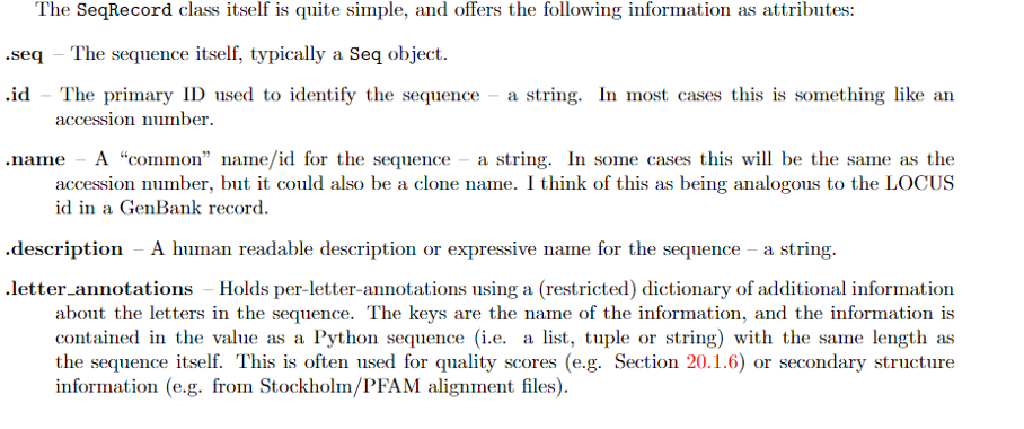 The SeqRecord class itself is quite simple, and offers the following information as attributes:
.seq – The sequence itself, typically a Seq object.
.id – The primary ID used to identify the sequence – a string. In most cases this is something like an
accession number.
.name – A “common” name/id for the sequence – a string. In some cases this will be the same as the
accession number, but it could also be a clone name. I think of this as being analogous to the LOCUS
id in a GenBank record.
.description – A human readable description or expressive name for the sequence – a string.
.letter_annotations – Holds per-letter-annotations using a (restricted) dictionary of additional information
about the letters in the sequence. The keys are the name of the information, and the information is
contained in the value as a Python sequence (i.e. a list, tuple or string) with the same length as
the sequence itself. This is often used for quality scores (e.g. Section 20.1.6) or secondary structure
information (e.g. from Stockholm/PFAM alignment files).